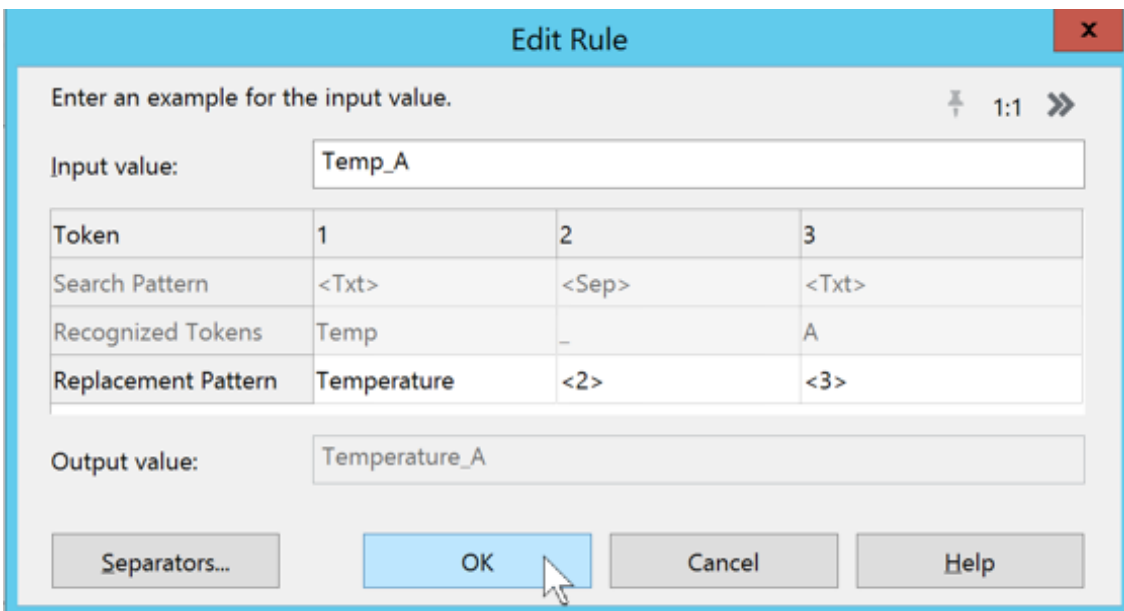 Edit Rule
x
Enter an example for the input value.
1:1
Input value: Temp_A
Token 1 2 3
Search Pattern <Txt> <Sep> <Txt>
Recognized Tokens Temp _ A
Replacement Pattern Temperature <2> <3>
Output value: Temperature_A
Separators... OK Cancel Help